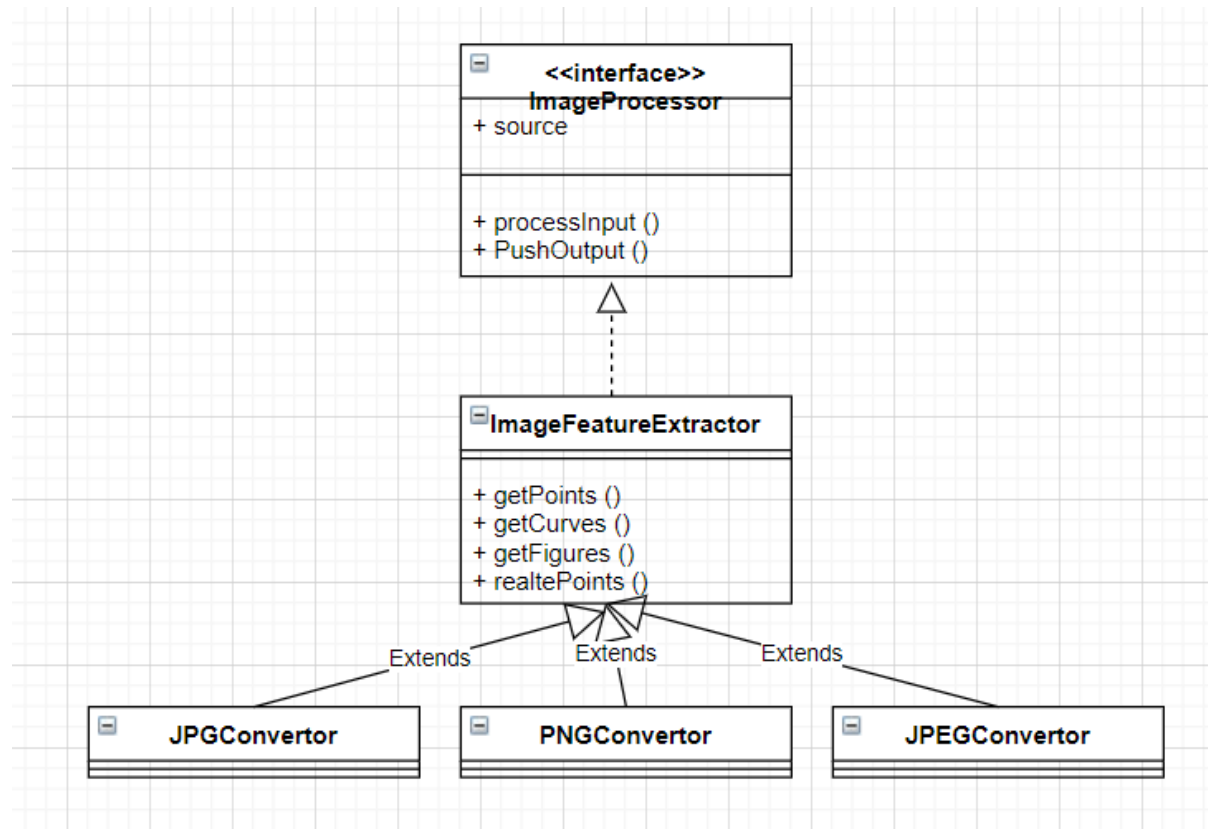 <<interface>>
ImageProcessor
+ source
+ processInput ()
+ PushOutput ()
ImageFeatureExtractor
+ getPoints ()
+ getCurves ()
+ getFigures ()
+ realtePoints ()
Extends
Extends
Extends
JPGConvertor
PNGConvertor
JPEGConvertor